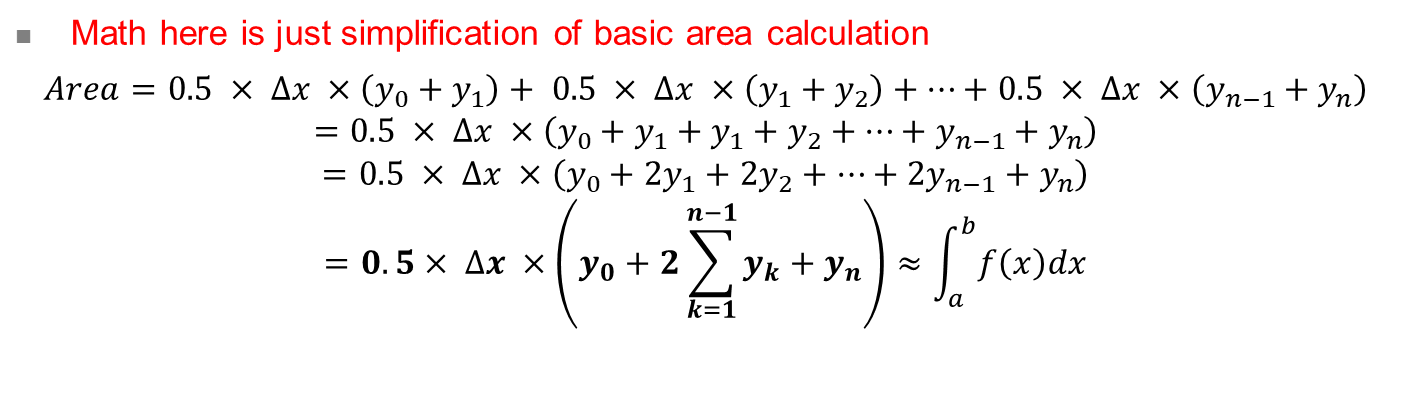 ▪ Math here is just simplification of basic area calculation
Area = 0.5 × Δx × (y₀ + y₁) + 0.5 × Δx × (y₁ + y₂) + ⋯ + 0.5 × Δx × (yₙ₋₁ + yₙ)
= 0.5 × Δx × (y₀ + y₁ + y₁ + y₂ + ⋯ + yₙ₋₁ + yₙ)
= 0.5 × Δx × (y₀ + 2y₁ + 2y₂ + ⋯ + 2yₙ₋₁ + yₙ)
= 0.5 × Δx × (y₀ + 2 ∑_{k=1}^{n−1} yₖ + yₙ) ≈ ∫_a^b f(x)dx